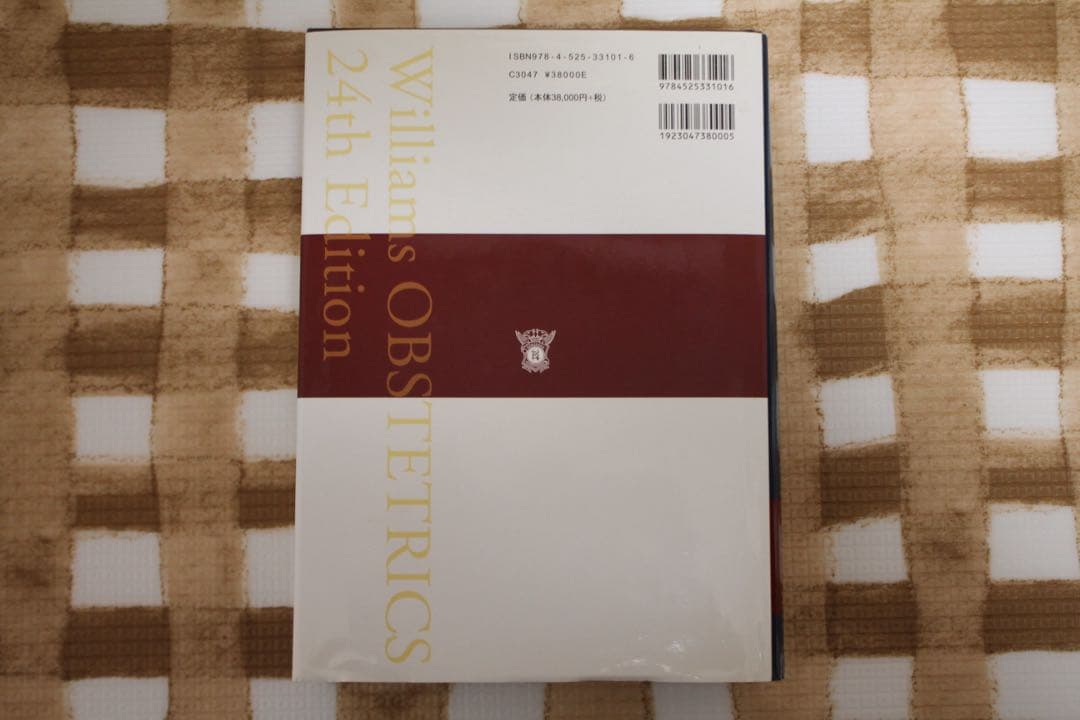 ISBN978-4-525-33101-6
C3047 ¥38000E
定価（本体38,000円+税）
9784525331016
1923047380005
Williams OBSTETRICS
24th Edition